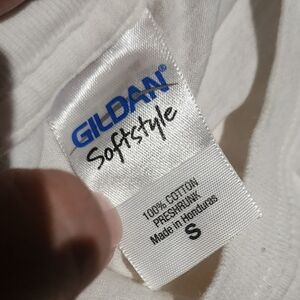 GILDAN®
Softstyle
100% COTTON
PRESHRUNK
Made in Honduras
S